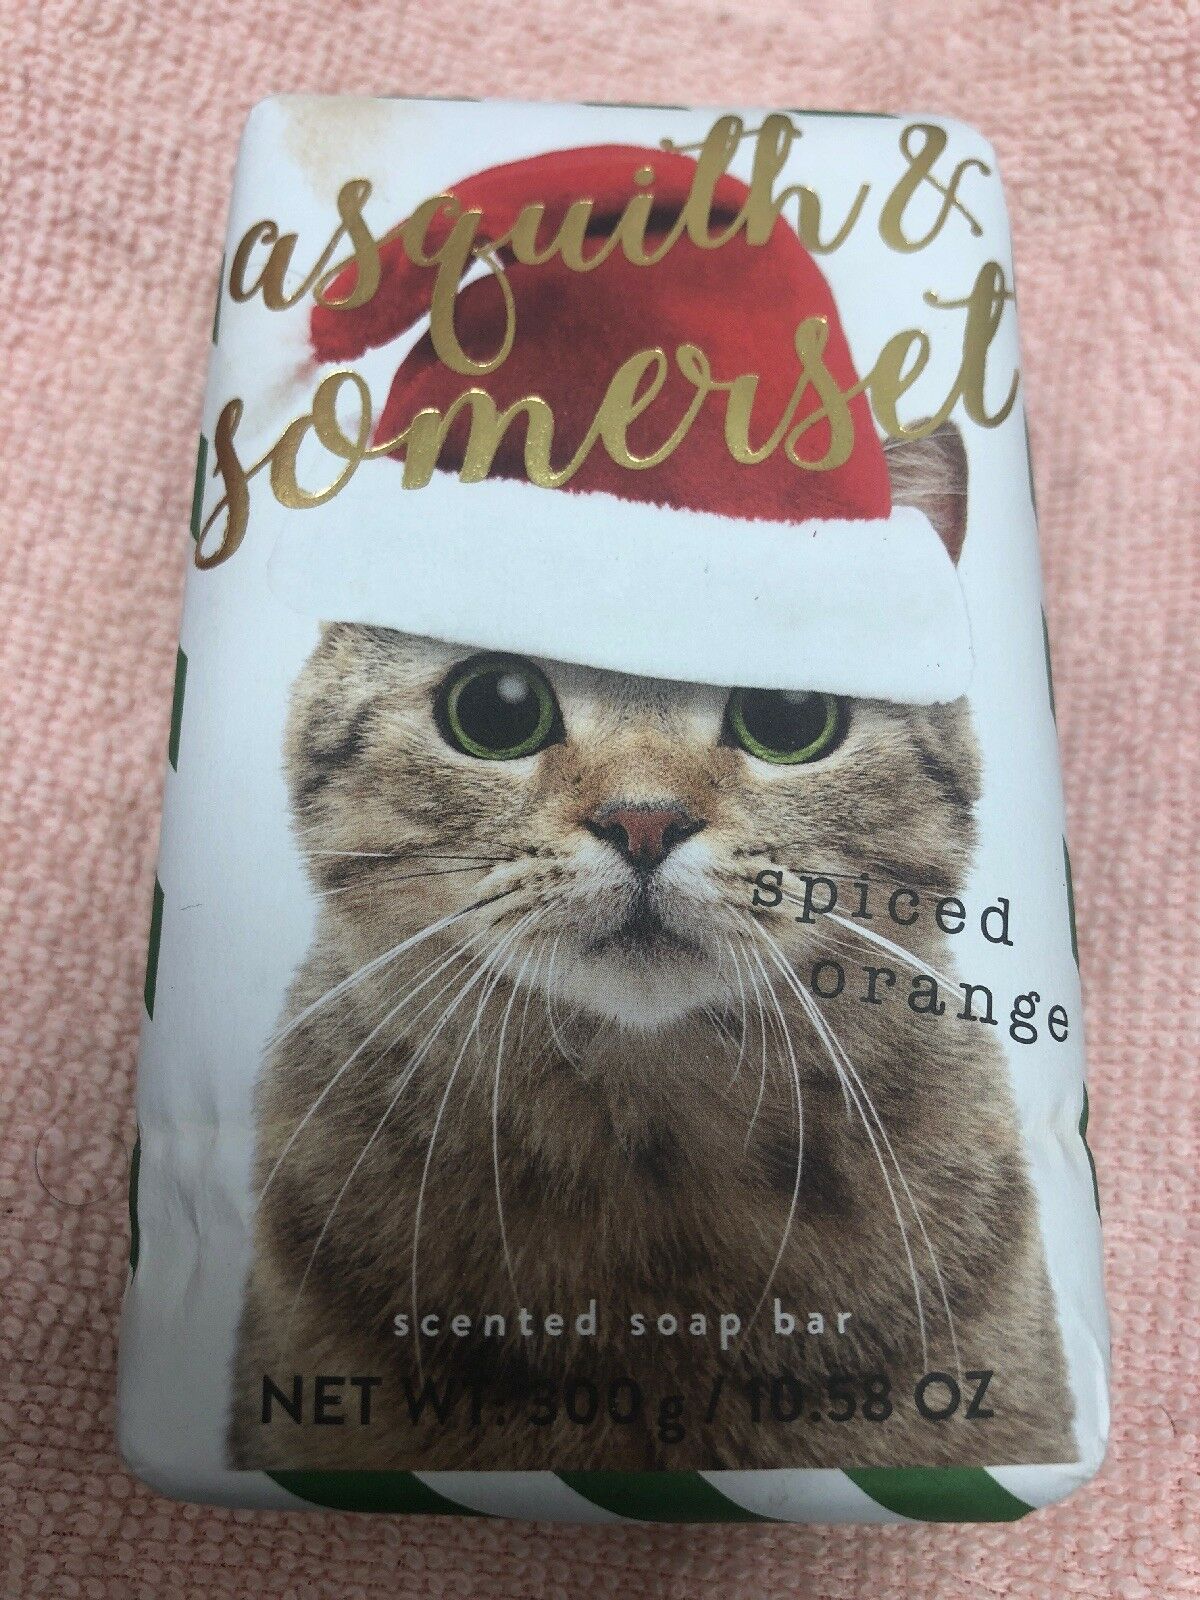 asquith &
somerset
spiced
orange
scented soap bar
NET WT. 300 g / 10.58 OZ